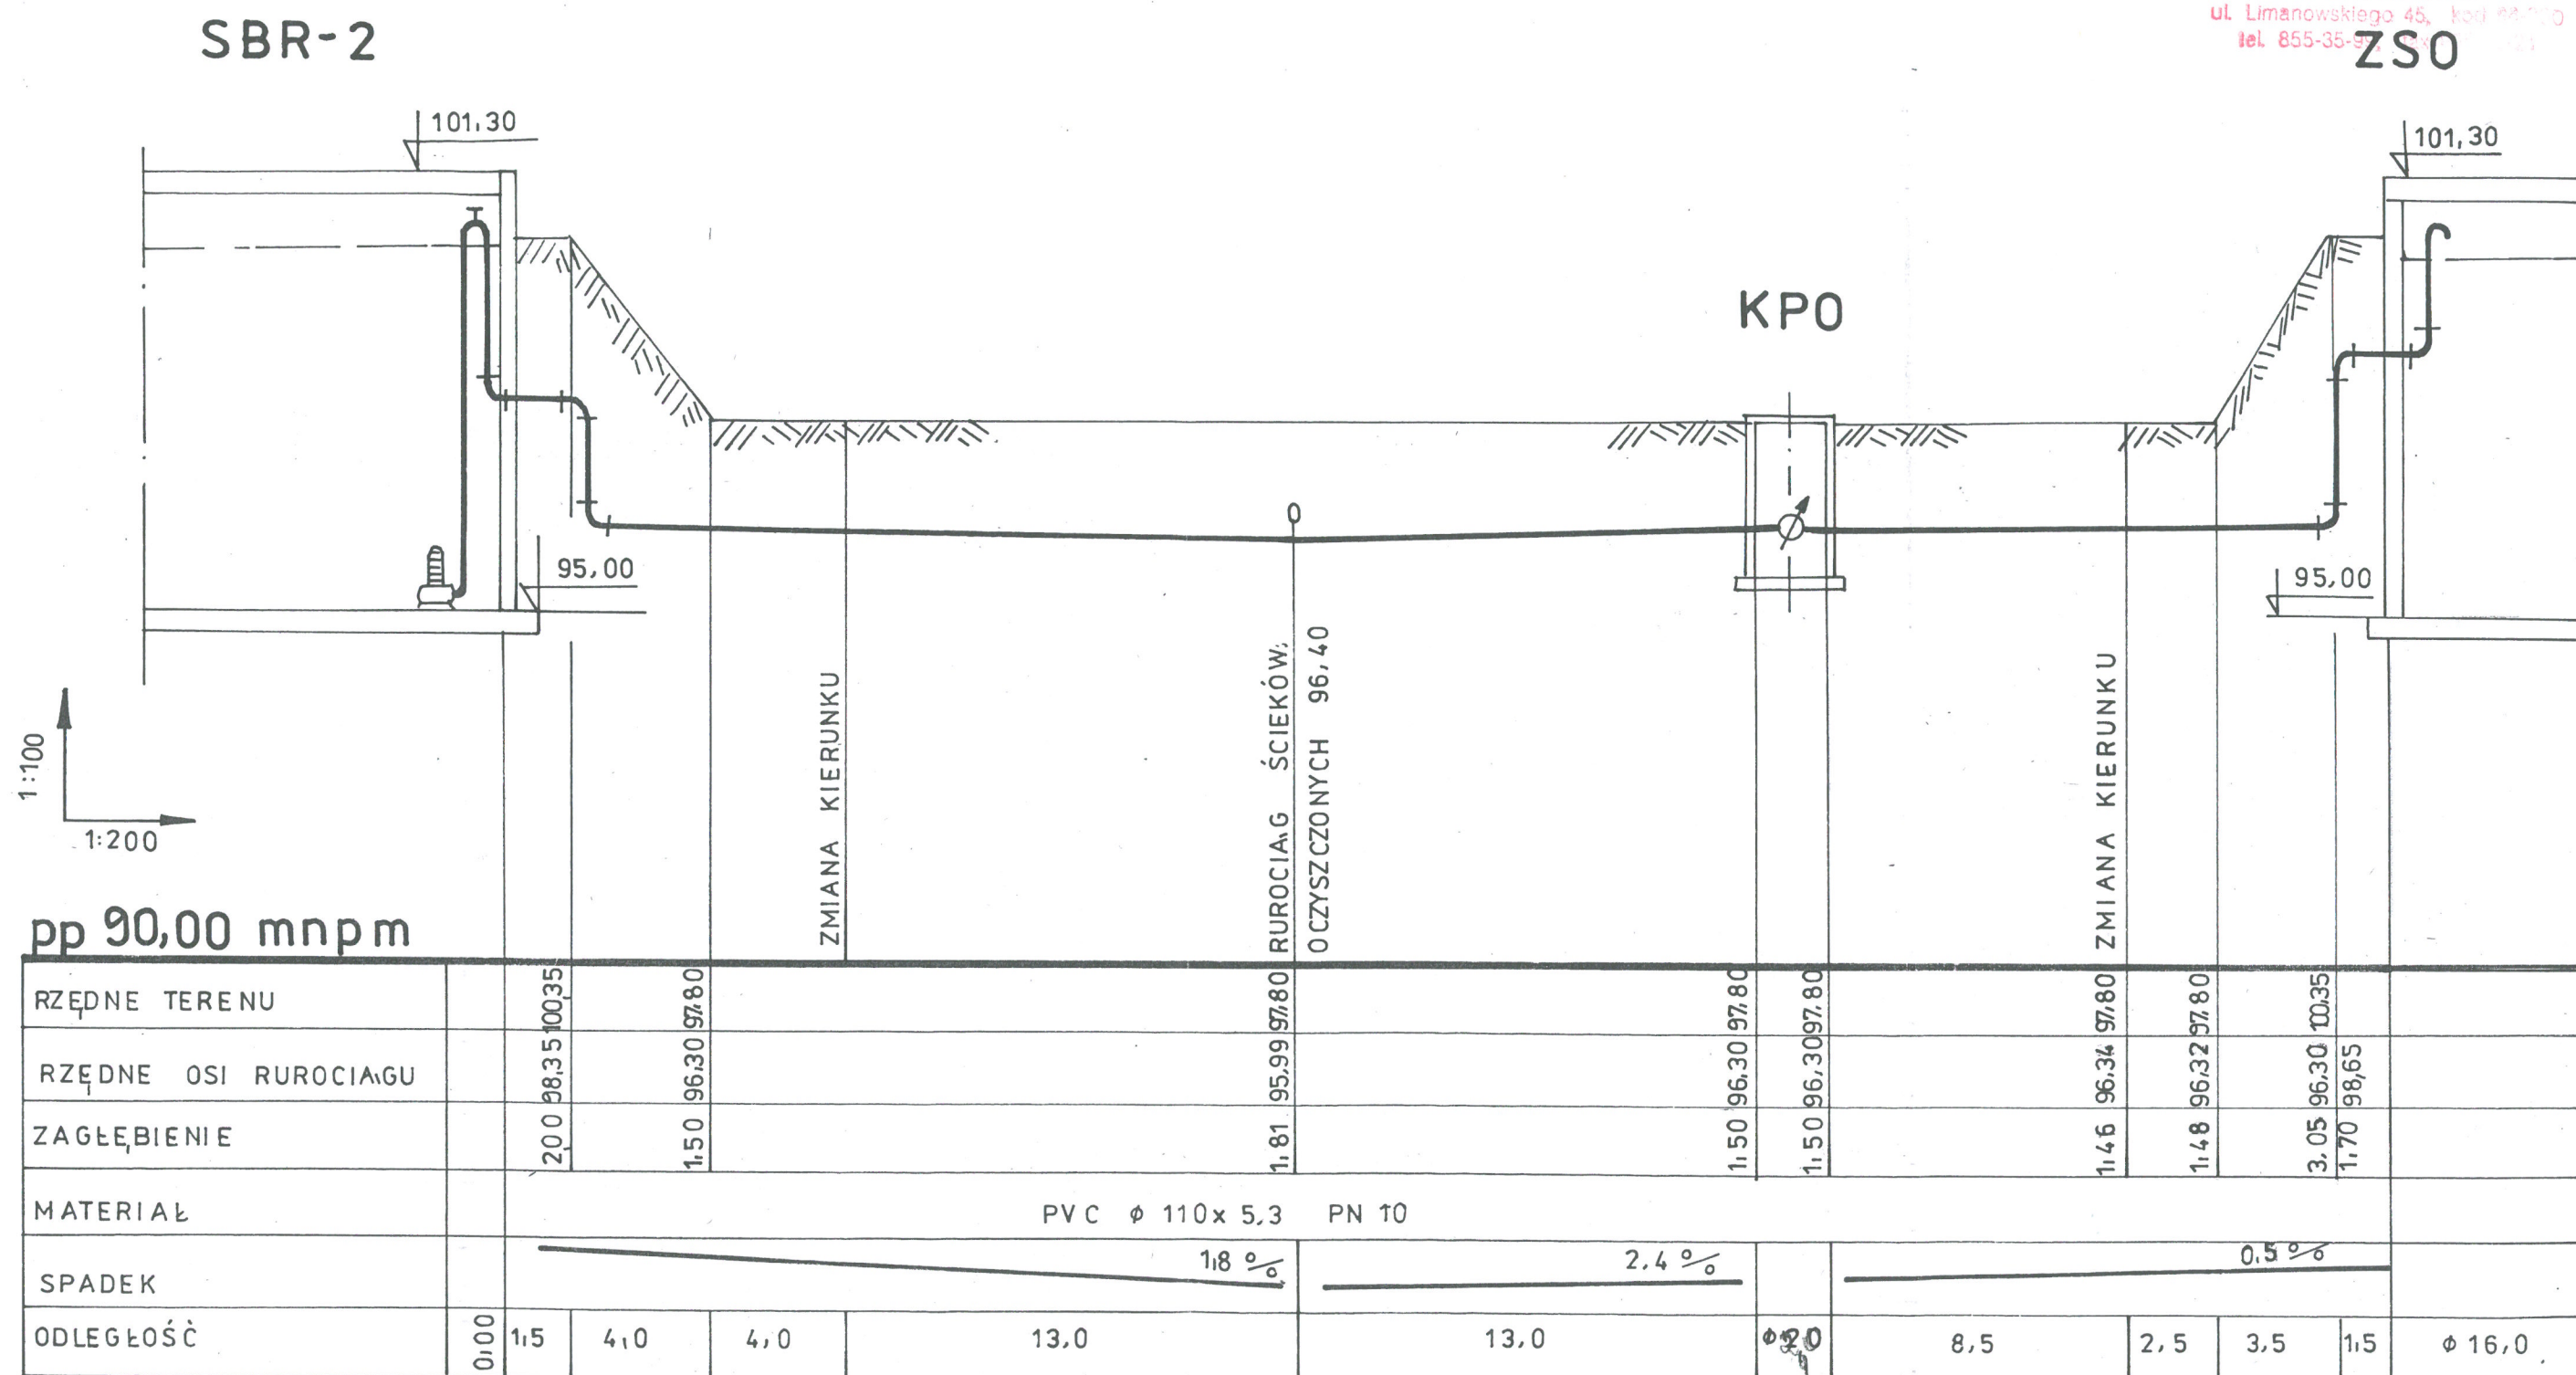 SBR-2
ul. Limanowskiego 45,
tel. 855-35-
ZSO
101,30
101,30
KPO
95,00
95,00
1:100
1:200
ZMIANA KIERUNKU
RUROCIĄG ŚCIEKÓW
OCZYSZCZONYCH 96,40
ZMIANA KIERUNKU
pp 90,00 mnpm
RZĘDNE TERENU 100,35 97,80 97,80 97,80 97,80 97,80 97,80 100,35
RZĘDNE OSI RUROCIĄGU 98,35 96,30 95,99 96,30 96,30 96,34 96,32 96,30 98,65
ZAGŁĘBIENIE 2,00 1,50 1,81 1,50 1,50 1,46 1,48 3,05 1,70
MATERIAŁ PVC φ 110x5,3 PN 10
SPADEK 1,8 % 2,4 % 0,5 %
ODLEGŁOŚĆ 0,00 1,5 4,0 4,0 13,0 13,0 φ 2,0 8,5 2,5 3,5 1,5 φ 16,0